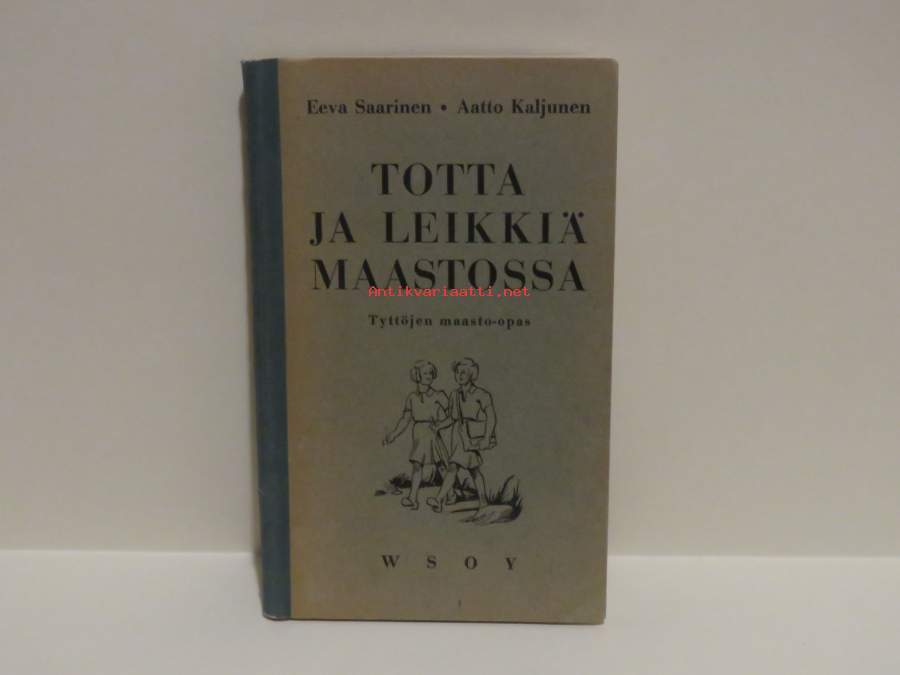 Eeva Saarinen • Aatto Kaljunen
TOTTA
JA LEIKKIÄ
MAASTOSSA
Antikvariaatti.net
Tyttöjen maasto-opas
WSOY